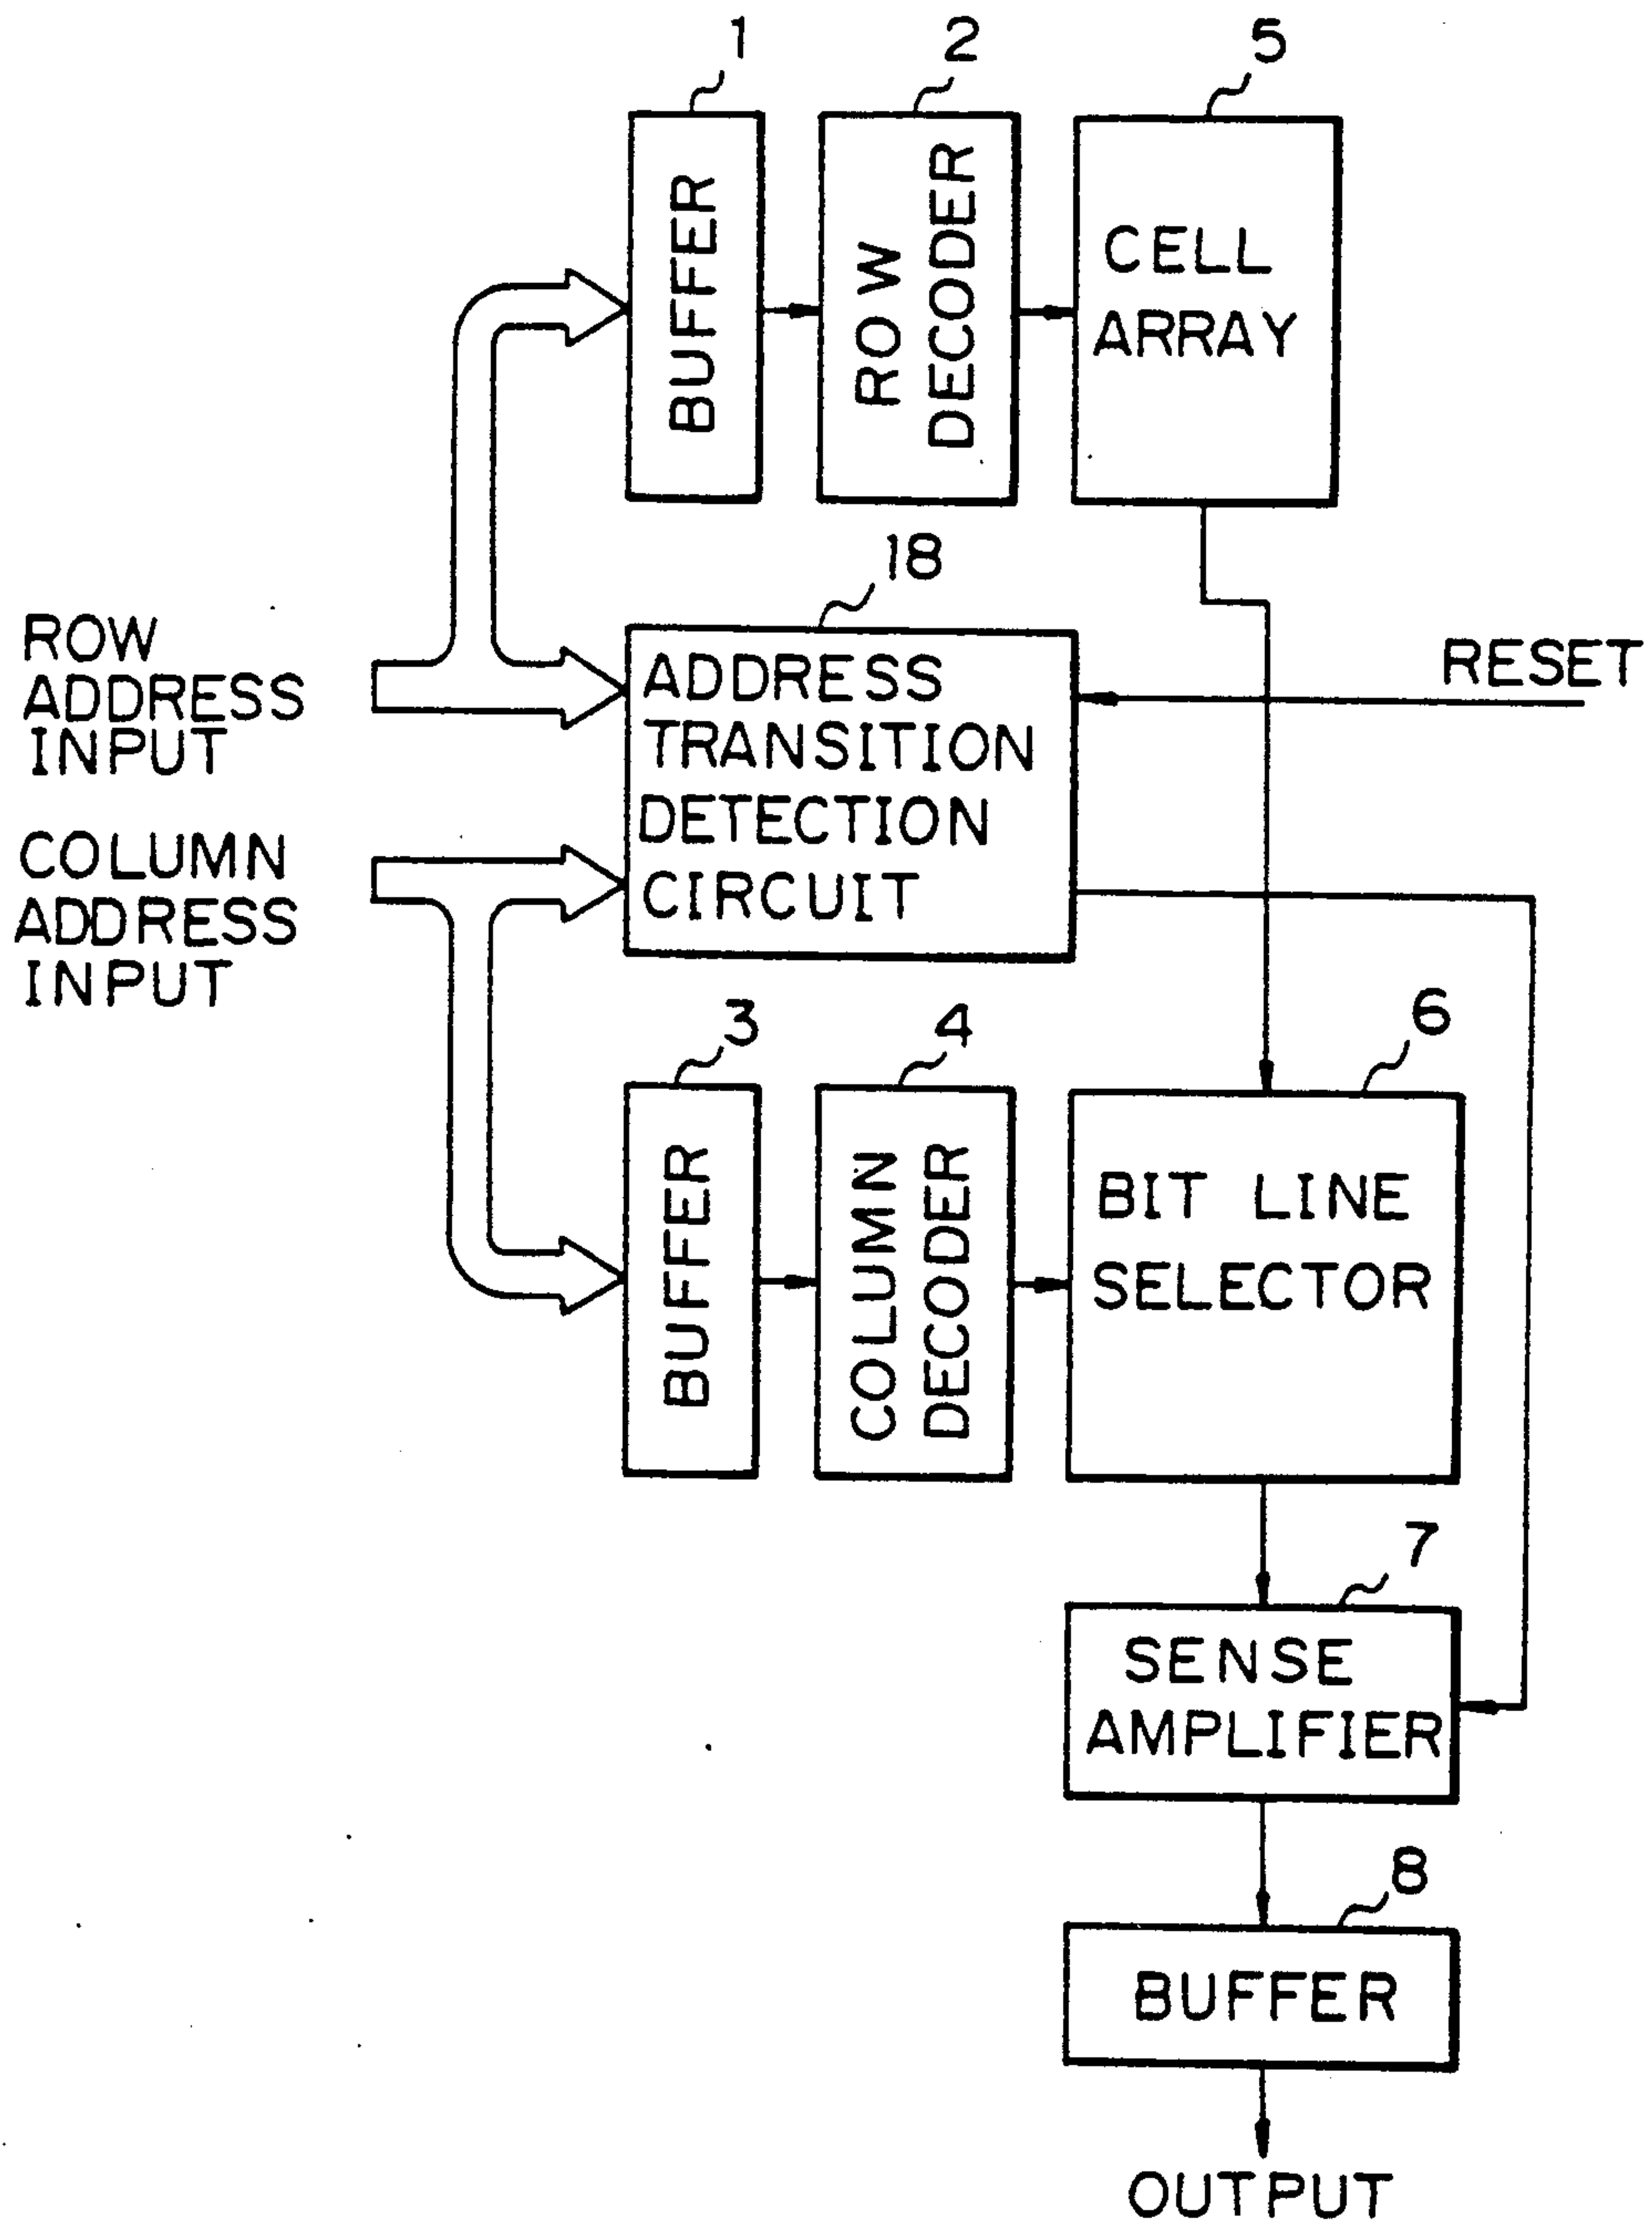 1
2
5
BUFFER
ROW
DECODER
CELL
ARRAY
18
ROW
ADDRESS
INPUT
ADDRESS
TRANSITION
DETECTION
CIRCUIT
RESET
COLUMN
ADDRESS
INPUT
3
4
6
BUFFER
COLUMN
DECODER
BIT LINE
SELECTOR
7
SENSE
AMPLIFIER
8
BUFFER
OUTPUT